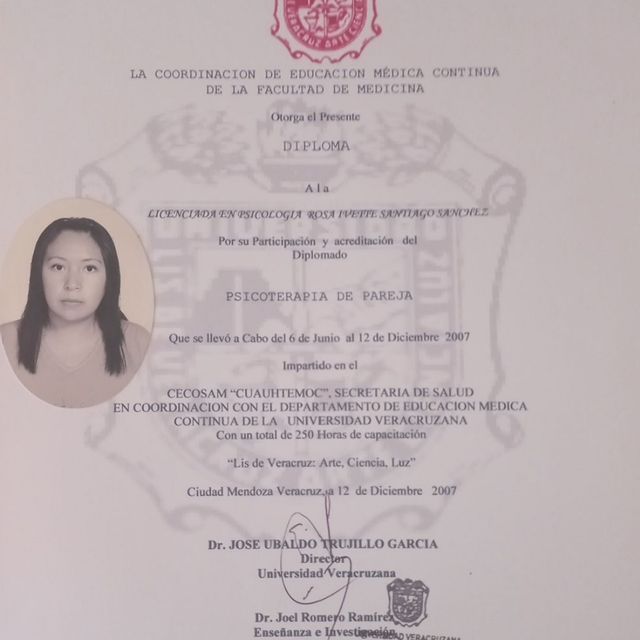 VERACRUZ ARTE CIENC
LA COORDINACION DE EDUCACION MÉDICA CONTINUA
DE LA FACULTAD DE MEDICINA
Otorga el Presente
DIPLOMA
A la
LICENCIADA EN PSICOLOGIA ROSA IVETTE SANTIAGO SANCHEZ
Por su Participación y acreditación del
Diplomado
PSICOTERAPIA DE PAREJA
Que se llevó a Cabo del 6 de Junio al 12 de Diciembre 2007
Impartido en el
CECOSAM “CUAUHTEMOC”, SECRETARIA DE SALUD
EN COORDINACION CON EL DEPARTAMENTO DE EDUCACION MEDICA
CONTINUA DE LA UNIVERSIDAD VERACRUZANA
Con un total de 250 Horas de capacitación
“Lis de Veracruz: Arte, Ciencia, Luz”
Ciudad Mendoza Veracruz, a 12 de Diciembre 2007
Dr. JOSE UBALDO TRUJILLO GARCIA
Director
Universidad Veracruzana
Dr. Joel Romero Ramírez
Enseñanza e Investigación
VERACRUZANA